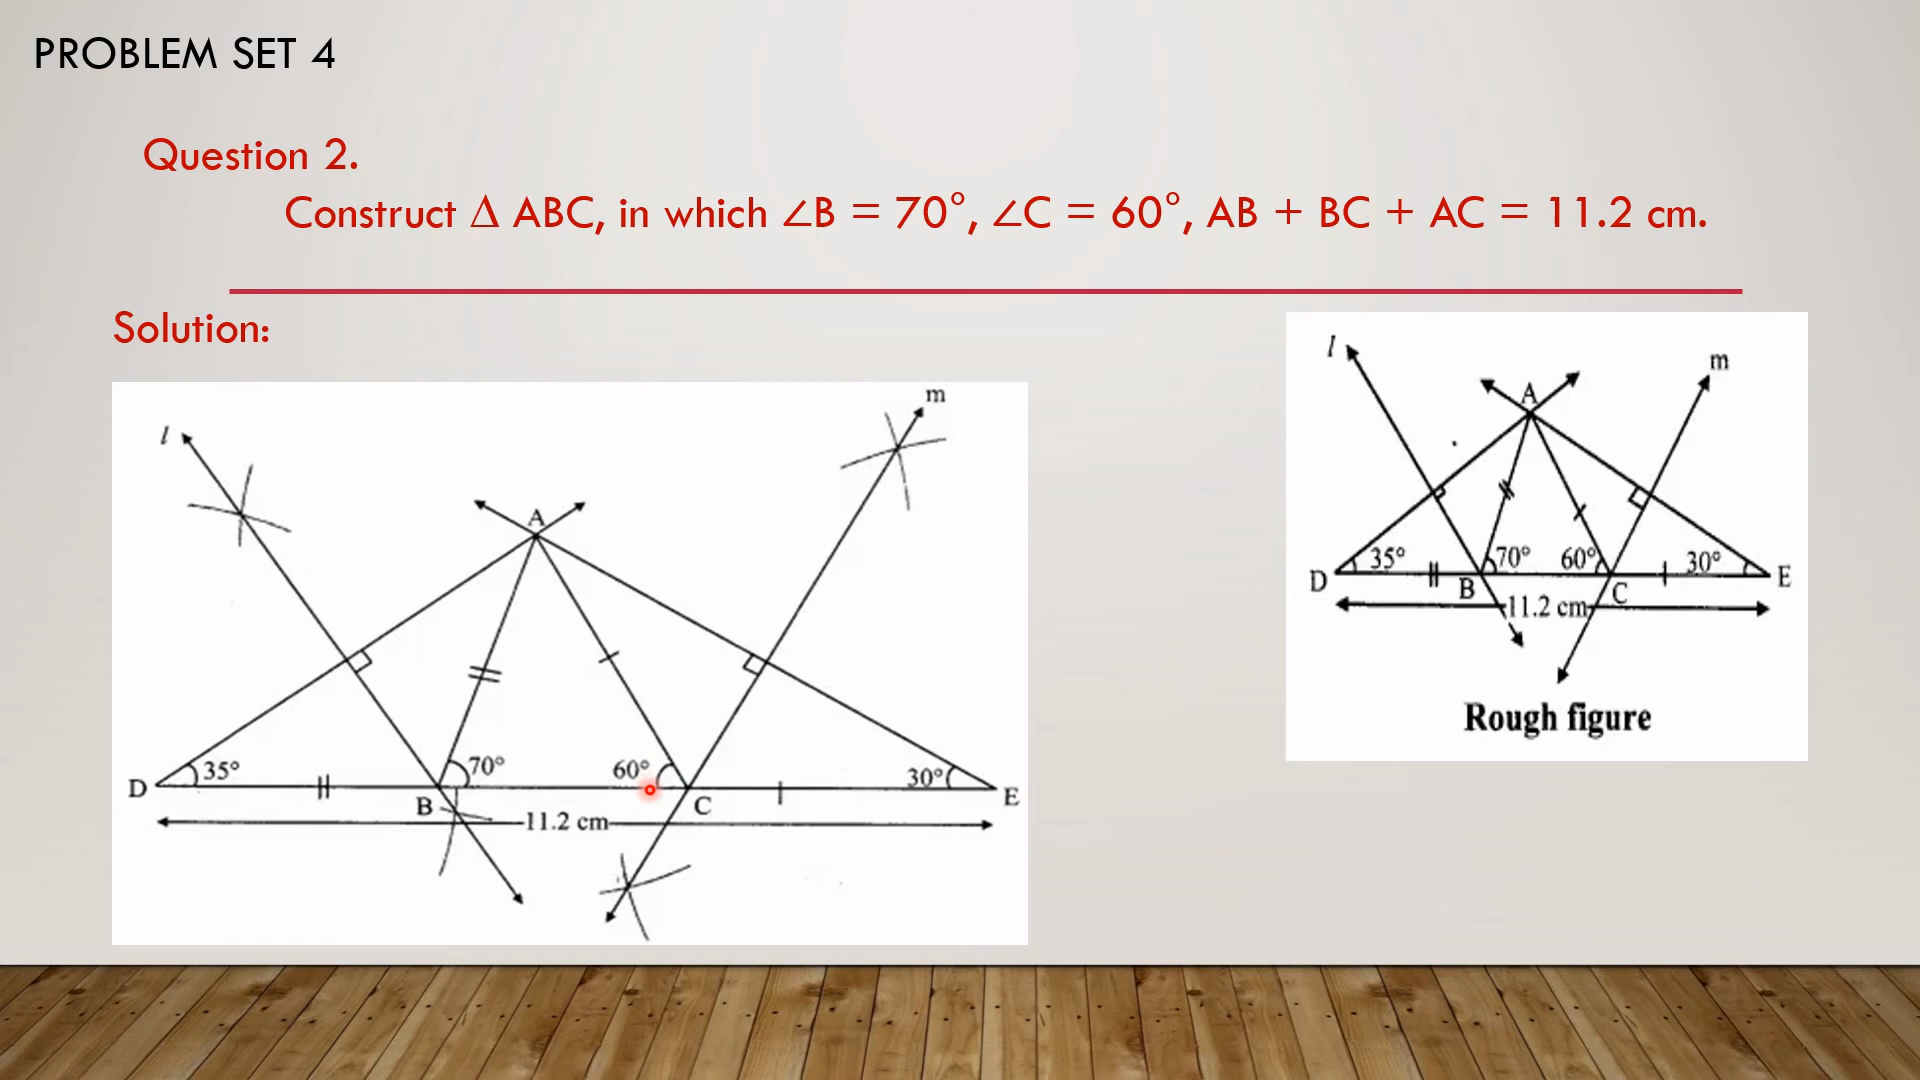 PROBLEM SET 4
Question 2.
Construct ∆ ABC, in which ∠B = 70°, ∠C = 60°, AB + BC + AC = 11.2 cm.
Solution:
l
m
A
D
35°
70°
60°
30°
B
C
E
11.2 cm
l
m
A
D
35°
70°
60°
30°
E
B
C
11.2 cm
Rough figure